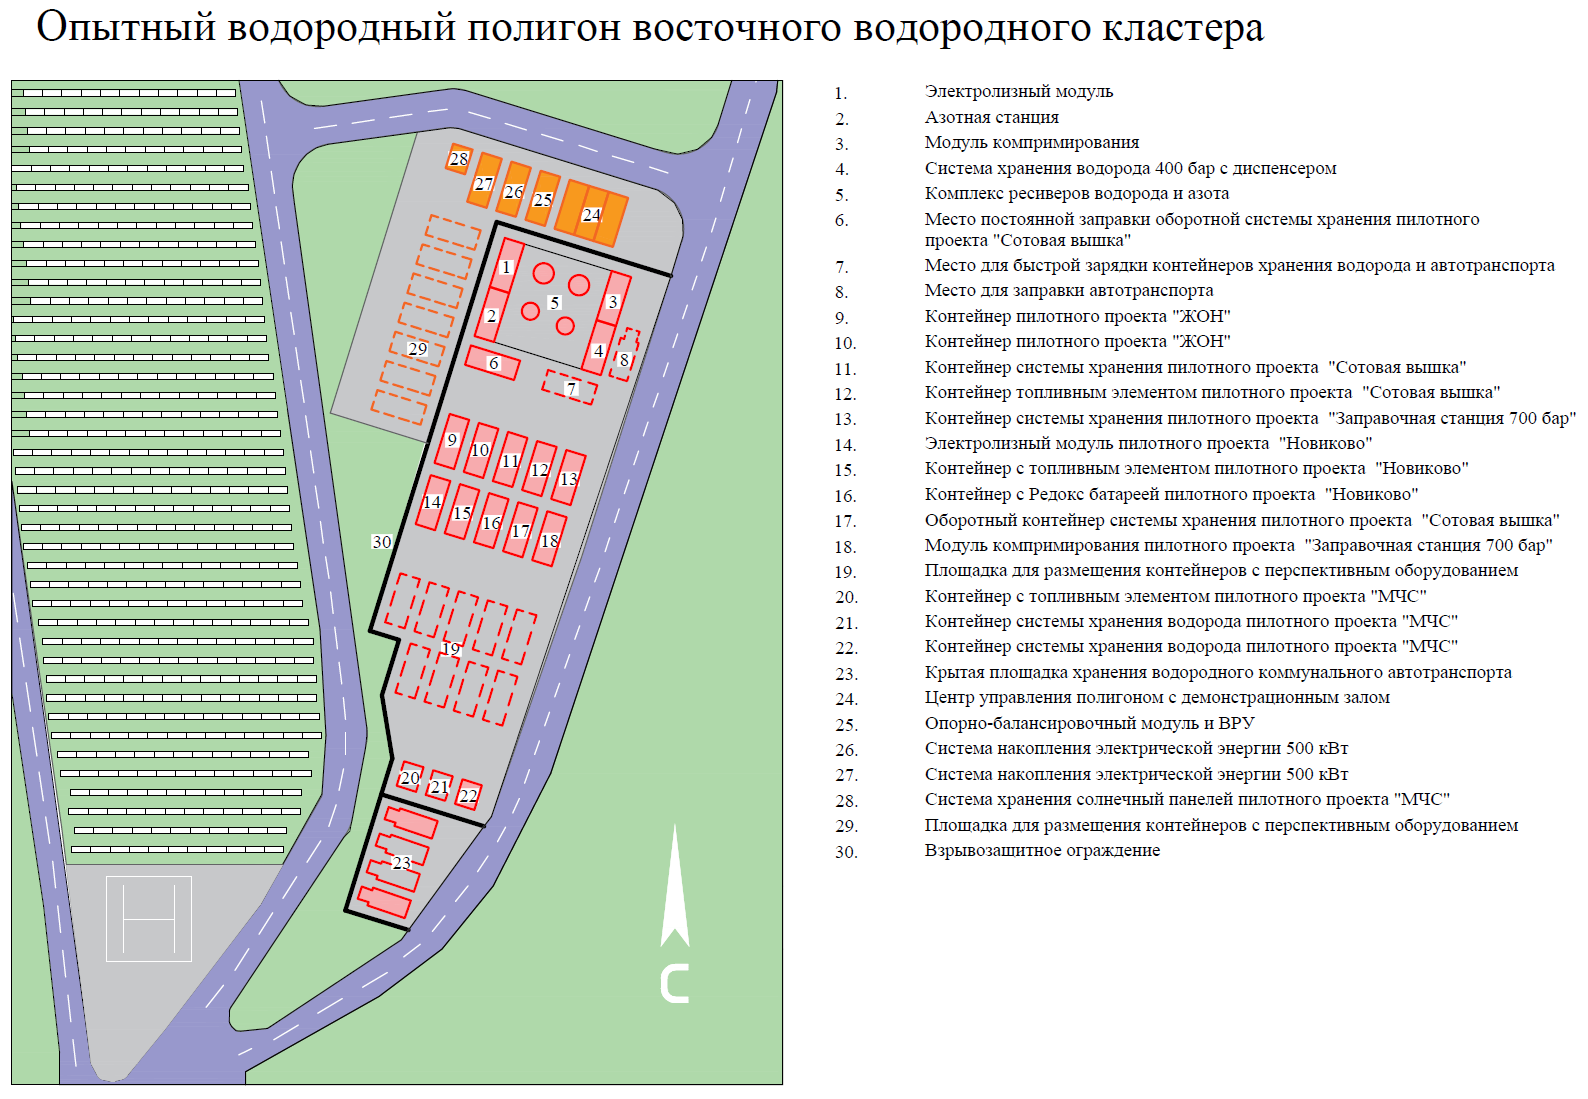 Опытный водородный полигон восточного водородного кластера
1. Электролизный модуль
2. Азотная станция
3. Модуль компримирования
4. Система хранения водорода 400 бар с диспенсером
5. Комплекс ресиверов водорода и азота
6. Место постоянной заправки оборотной системы хранения пилотного
проекта "Сотовая вышка"
7. Место для быстрой зарядки контейнеров хранения водорода и автотранспорта
8. Место для заправки автотранспорта
9. Контейнер пилотного проекта "ЖОН"
10. Контейнер пилотного проекта "ЖОН"
11. Контейнер системы хранения пилотного проекта "Сотовая вышка"
12. Контейнер топливным элементом пилотного проекта "Сотовая вышка"
13. Контейнер системы хранения пилотного проекта "Заправочная станция 700 бар"
14. Электролизный модуль пилотного проекта "Новиково"
15. Контейнер с топливным элементом пилотного проекта "Новиково"
16. Контейнер с Редокс батареей пилотного проекта "Новиково"
17. Оборотный контейнер системы хранения пилотного проекта "Сотовая вышка"
18. Модуль компримирования пилотного проекта "Заправочная станция 700 бар"
19. Площадка для размещения контейнеров с перспективным оборудованием
20. Контейнер с топливным элементом пилотного проекта "МЧС"
21. Контейнер системы хранения водорода пилотного проекта "МЧС"
22. Контейнер системы хранения водорода пилотного проекта "МЧС"
23. Крытая площадка хранения водородного коммунального автотранспорта
24. Центр управления полигоном с демонстрационным залом
25. Опорно-балансировочный модуль и ВРУ
26. Система накопления электрической энергии 500 кВт
27. Система накопления электрической энергии 500 кВт
28. Система хранения солнечный панелей пилотного проекта "МЧС"
29. Площадка для размещения контейнеров с перспективным оборудованием
30. Взрывозащитное ограждение
28
27
26
25
24
1
2
5
3
4
8
6
7
29
9
10
11
12
13
14
15
16
17
18
30
19
20
21
22
23
H
С